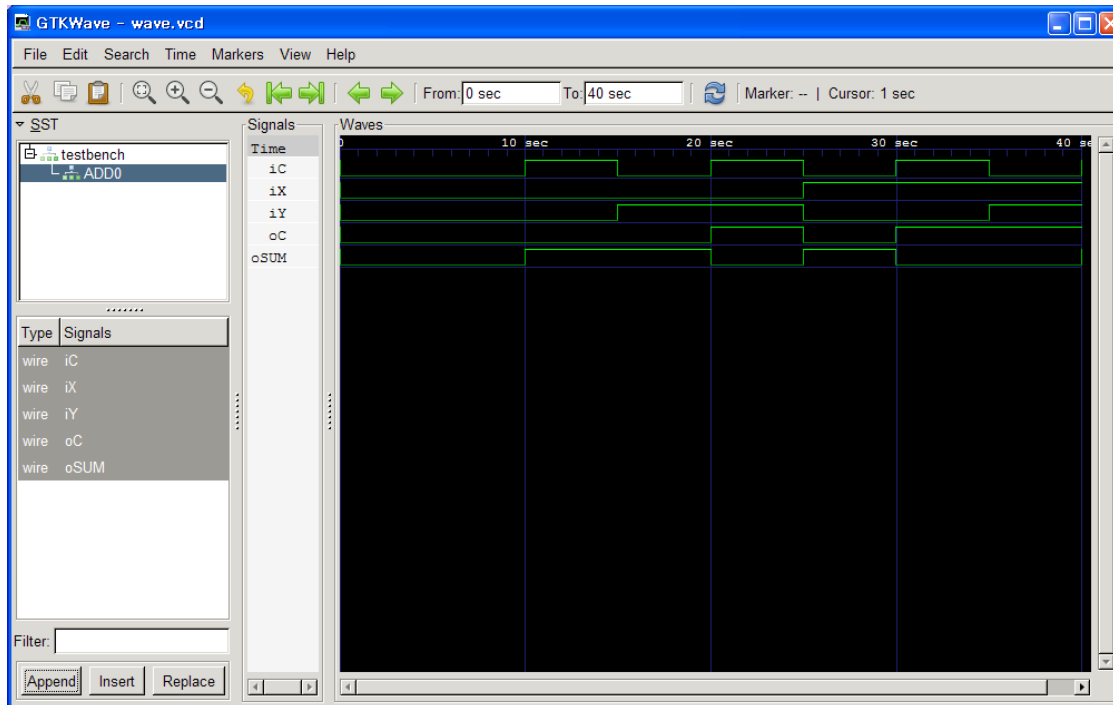 GTKWave - wave.vcd
File Edit Search Time Markers View Help
From: 0 sec To: 40 sec Marker: -- | Cursor: 1 sec
SST
testbench
ADD0
Type Signals
wire iC
wire iX
wire iY
wire oC
wire oSUM
Filter:
Append Insert Replace
Signals
Time
iC
iX
iY
oC
oSUM
Waves
10 sec 20 sec 30 sec 40 se